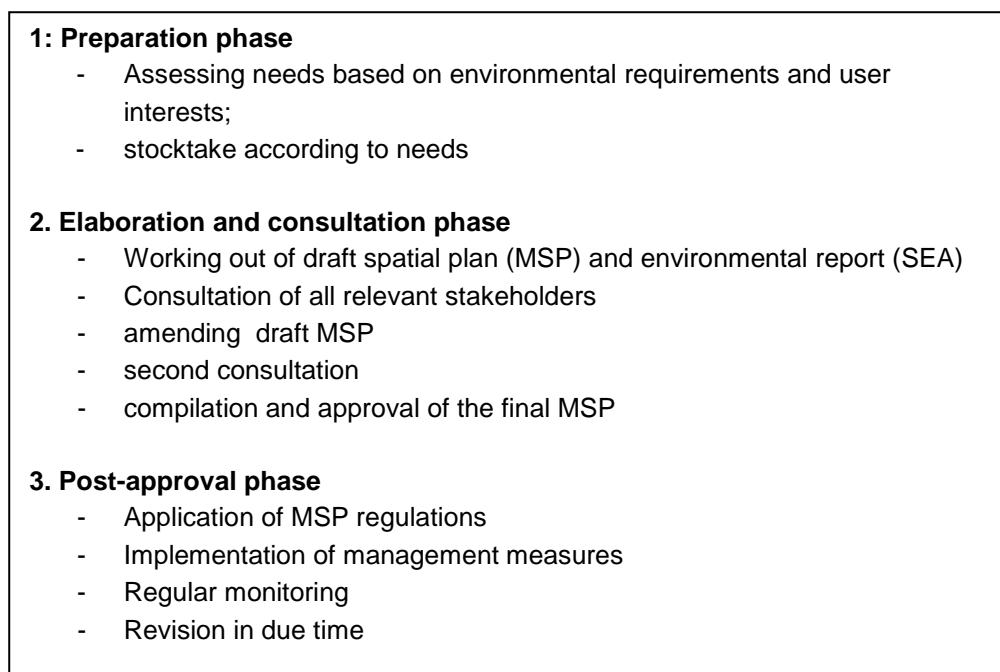 1: Preparation phase
- Assessing needs based on environmental requirements and user
interests;
- stocktake according to needs
2. Elaboration and consultation phase
- Working out of draft spatial plan (MSP) and environmental report (SEA)
- Consultation of all relevant stakeholders
- amending draft MSP
- second consultation
- compilation and approval of the final MSP
3. Post-approval phase
- Application of MSP regulations
- Implementation of management measures
- Regular monitoring
- Revision in due time